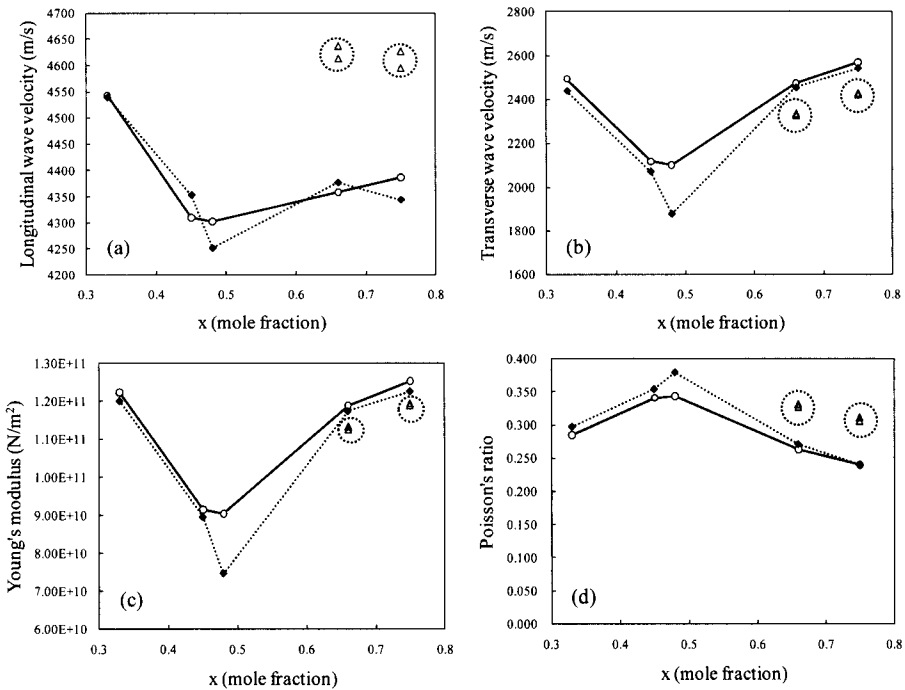 4700
4650
4600
4550
4500
4450
4400
4350
4300
4250
4200
Longitudinal wave velocity (m/s)
(a)
0.3 0.4 0.5 0.6 0.7 0.8
x (mole fraction)
2800
2600
2400
2200
2000
1800
1600
Transverse wave velocity (m/s)
(b)
0.3 0.4 0.5 0.6 0.7 0.8
x (mole fraction)
1.30E+11
1.20E+11
1.10E+11
1.00E+11
9.00E+10
8.00E+10
7.00E+10
6.00E+10
Young's modulus (N/m²)
(c)
0.3 0.4 0.5 0.6 0.7 0.8
x (mole fraction)
0.400
0.350
0.300
0.250
0.200
0.150
0.100
0.050
0.000
Poisson's ratio
(d)
0.3 0.4 0.5 0.6 0.7 0.8
x (mole fraction)